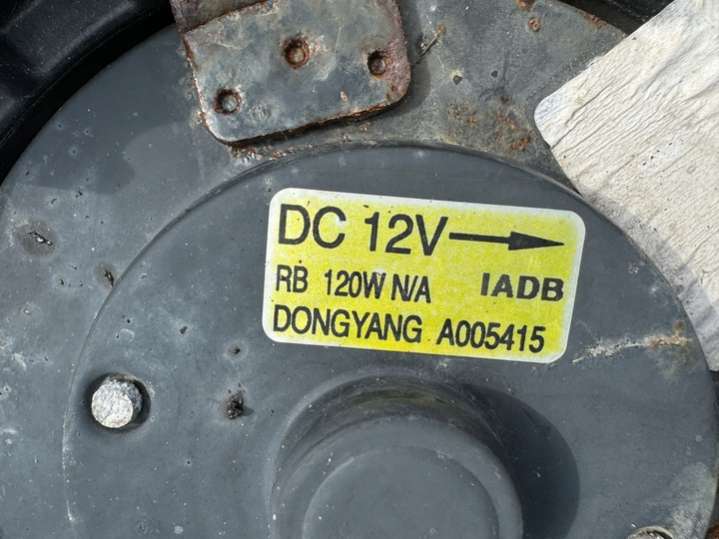 DC 12V
RB 120W N/A IADB
DONGYANG A005415